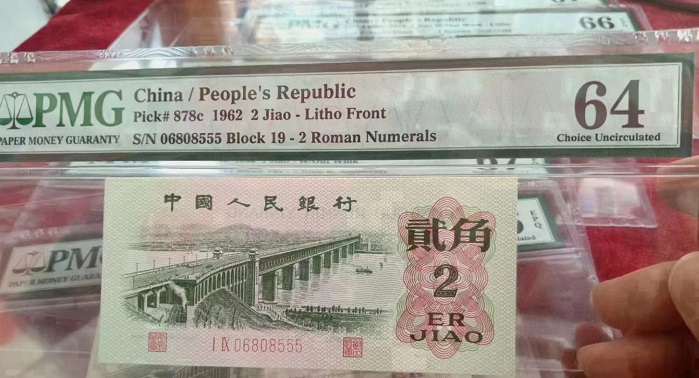 66
PMG
PAPER MONEY GUARANTY
China / People's Republic
Pick# 878c 1962 2 Jiao - Litho Front
S/N 06808555 Block 19 - 2 Roman Numerals
64
Choice Uncirculated
中國人民銀行
貳角
2
ER
JIAO
I IX 06808555
EPQ
PMG
PAPER MONEY